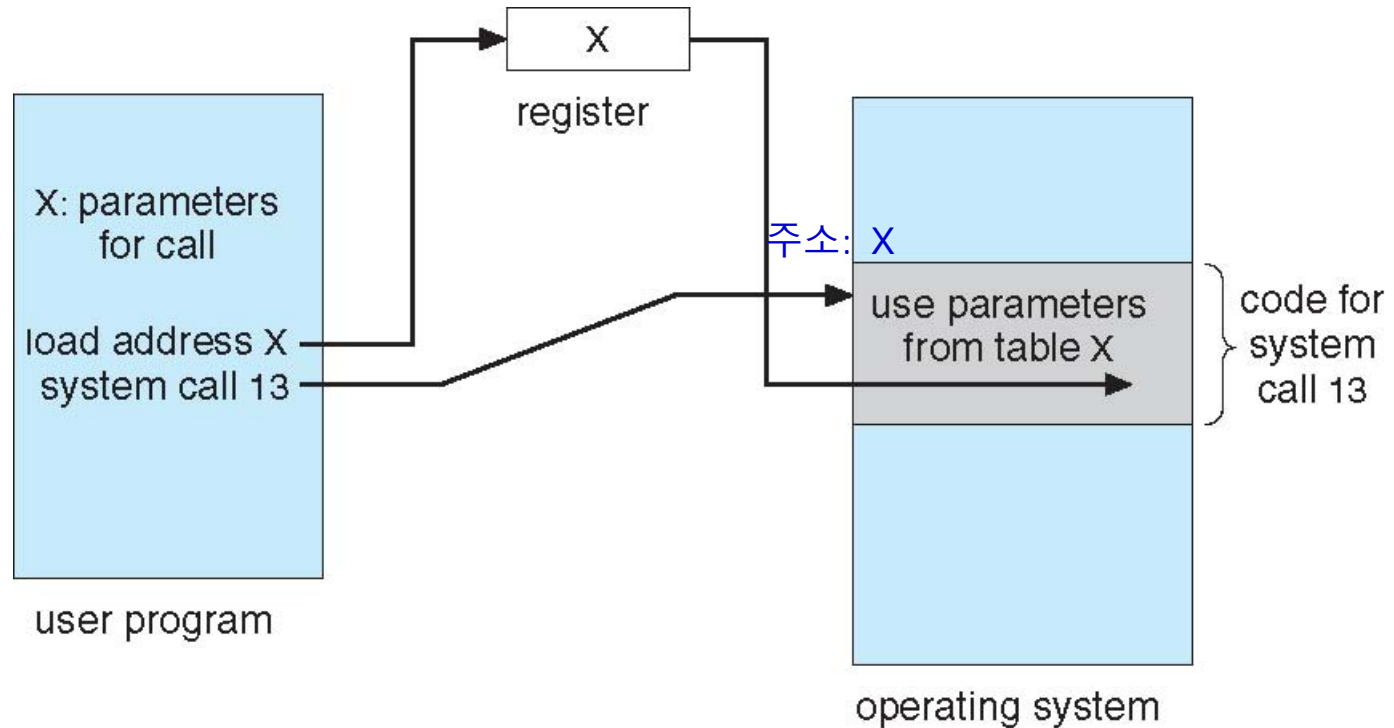 X
register
X: parameters
for call
load address X
system call 13
user program
주소: X
use parameters
from table X
code for
system
call 13
operating system